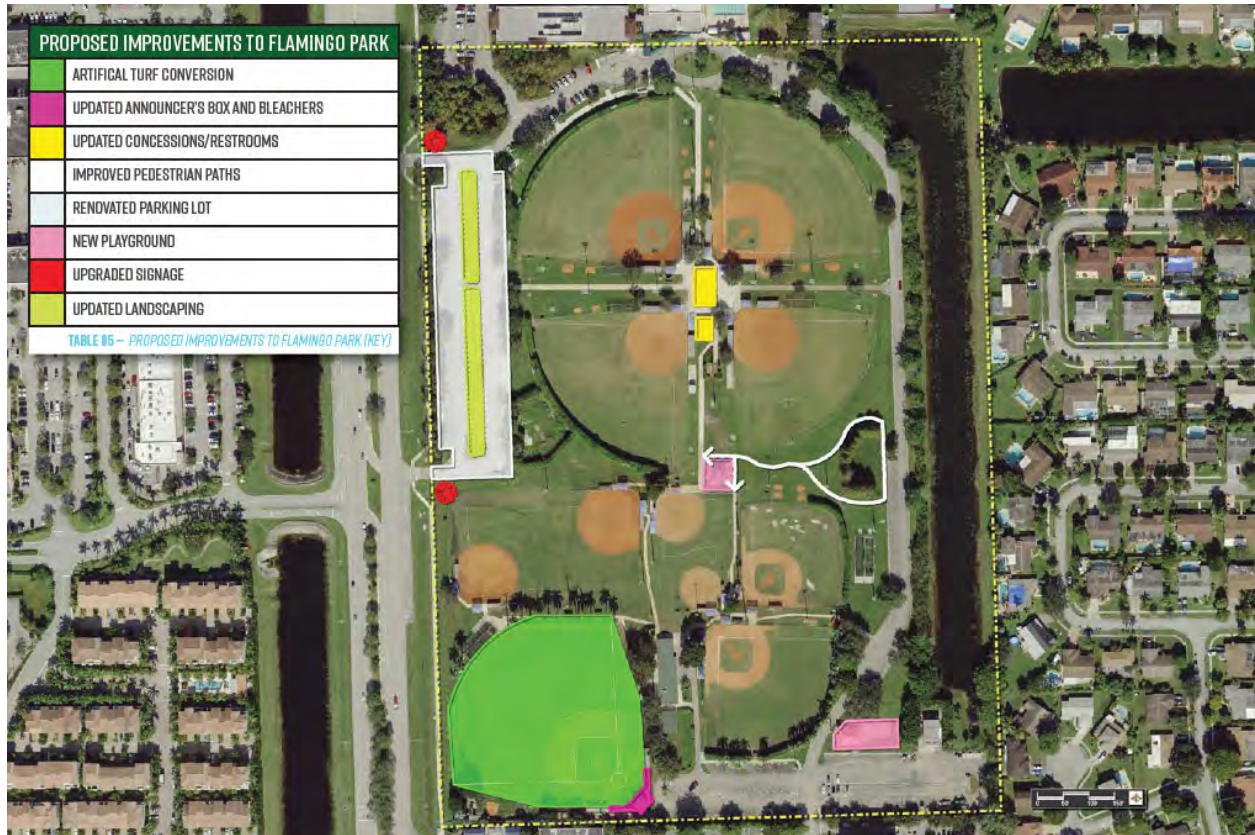 PROPOSED IMPROVEMENTS TO FLAMINGO PARK
ARTIFICAL TURF CONVERSION
UPDATED ANNOUNCER'S BOX AND BLEACHERS
UPDATED CONCESSIONS/RESTROOMS
IMPROVED PEDESTRIAN PATHS
RENOVATED PARKING LOT
NEW PLAYGROUND
UPGRADED SIGNAGE
UPDATED LANDSCAPING
TABLE 85 – PROPOSED IMPROVEMENTS TO FLAMINGO PARK (KEY)